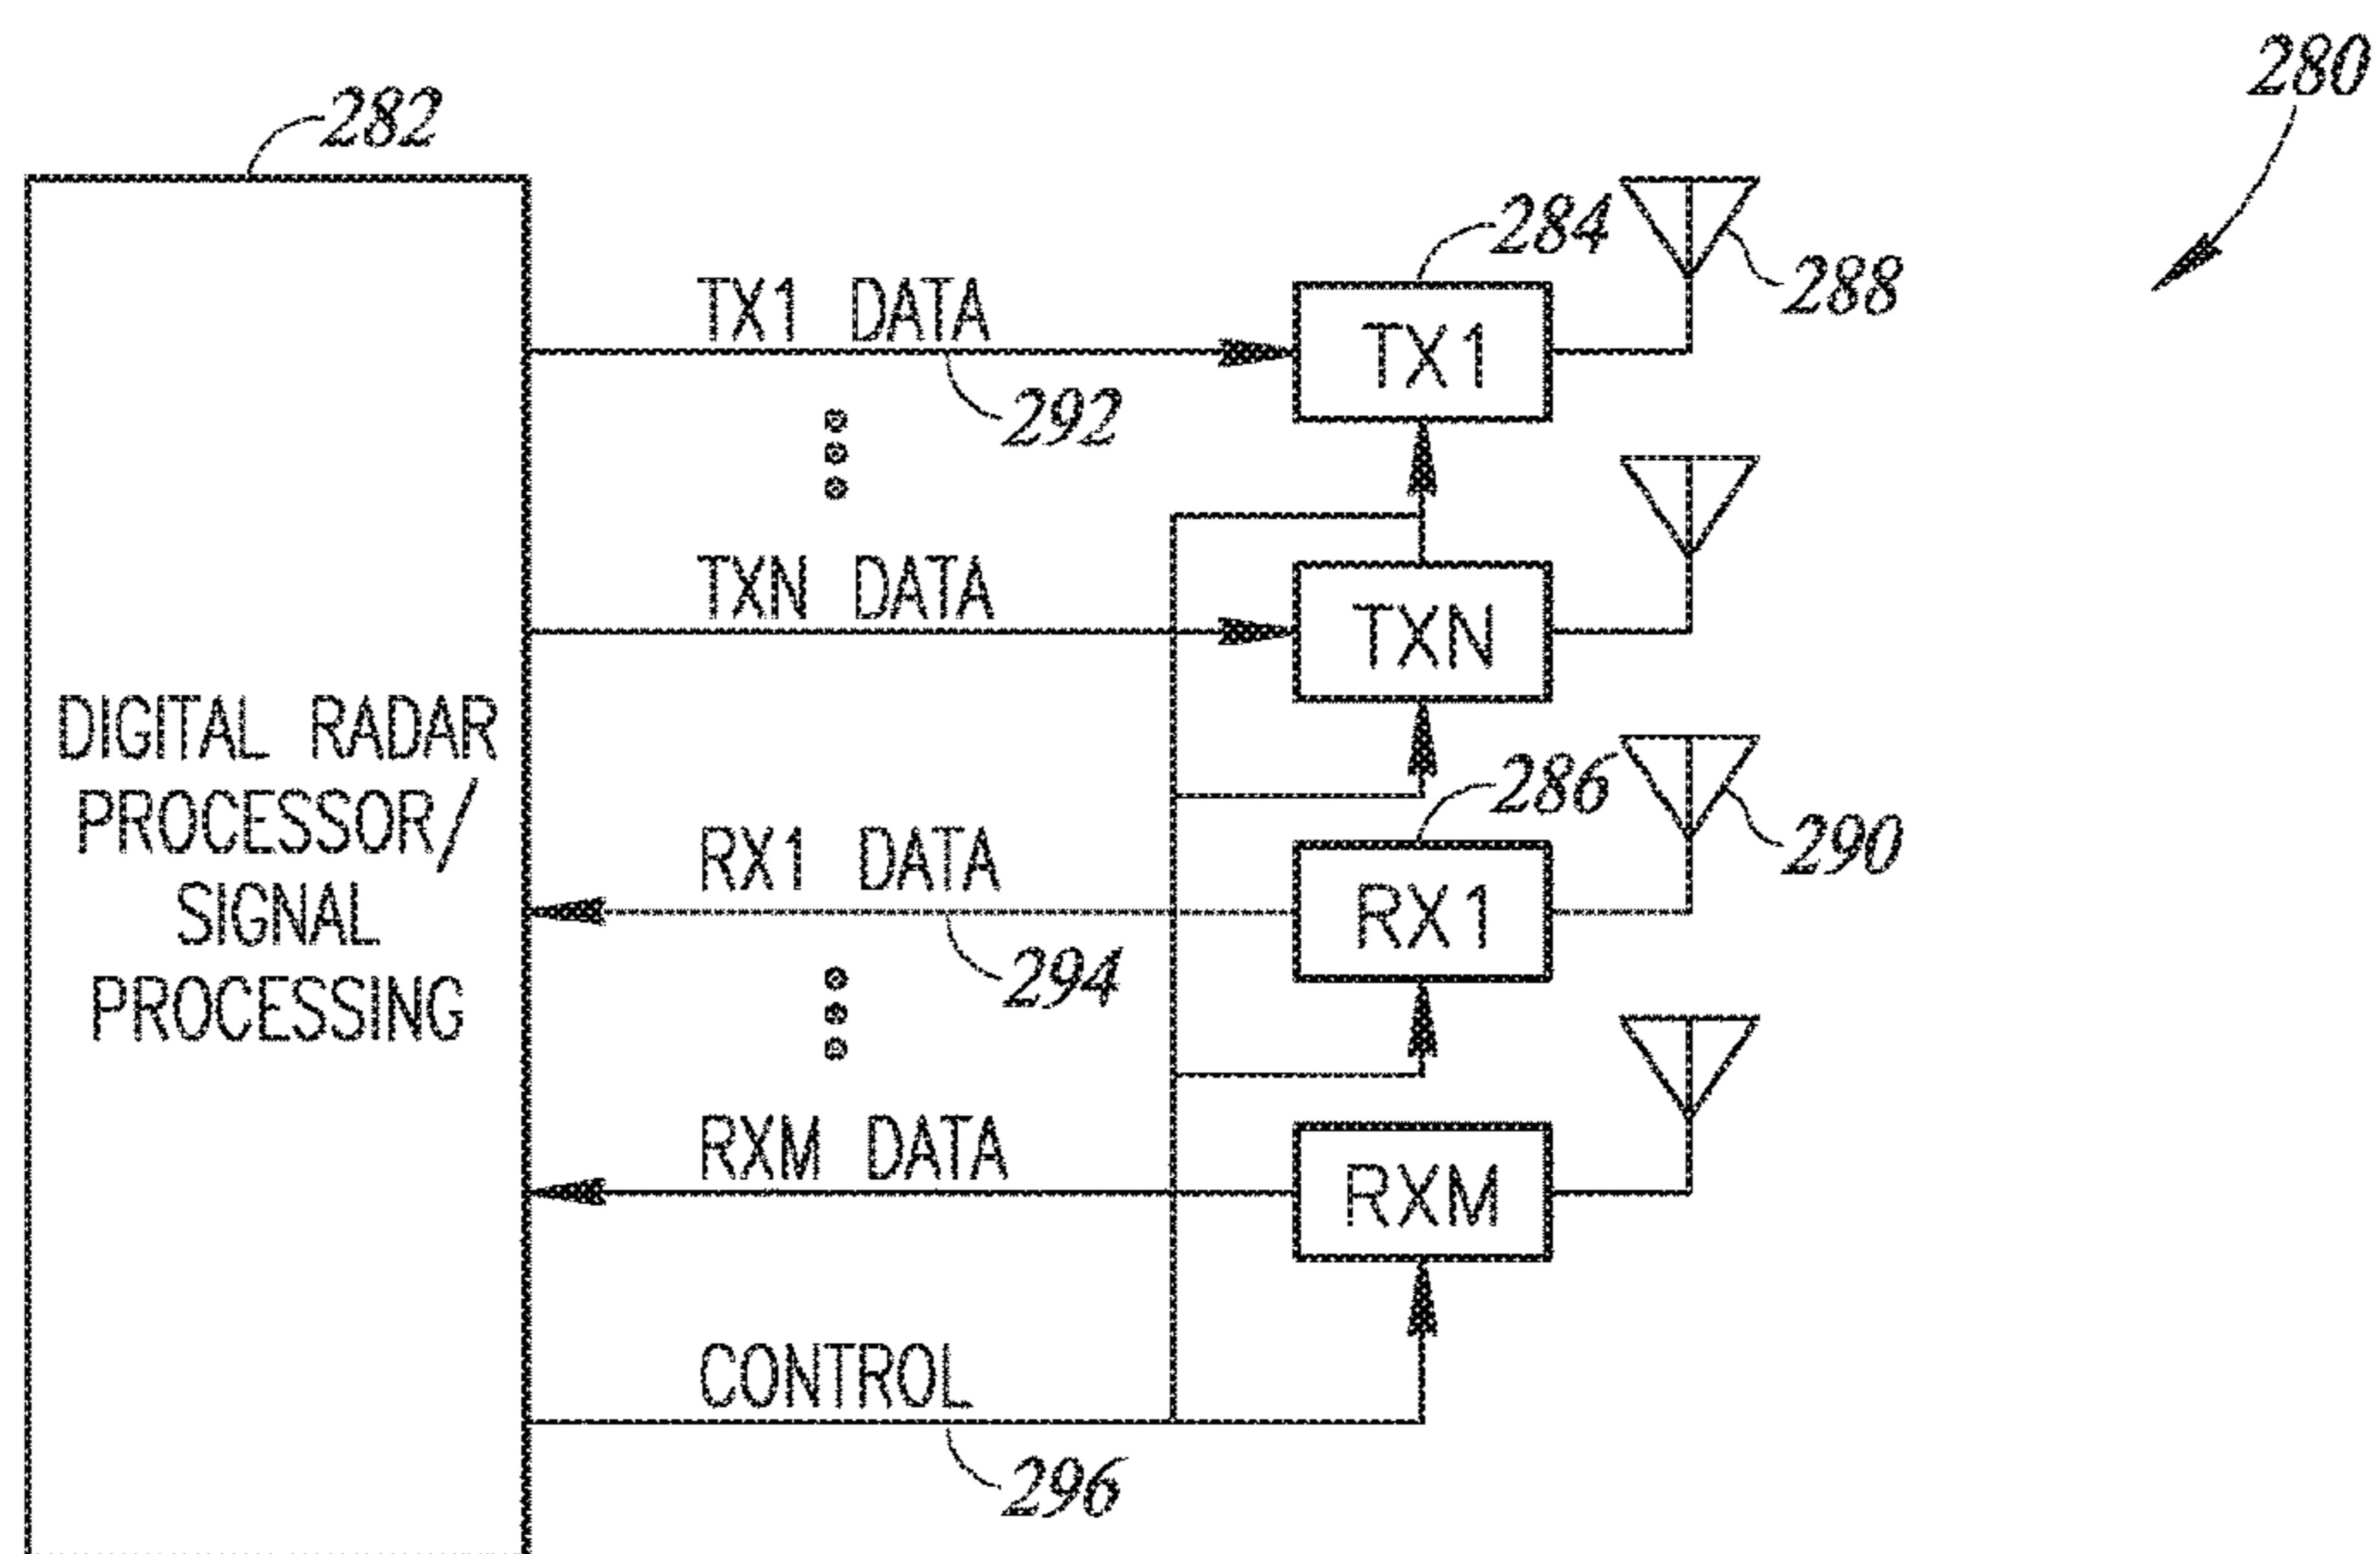 280
282
284
288
TX1 DATA
TX1
292
TXN DATA
TXN
DIGITAL RADAR
PROCESSOR/
SIGNAL
PROCESSING
286
290
RX1 DATA
RX1
294
RXM DATA
RXM
CONTROL
296